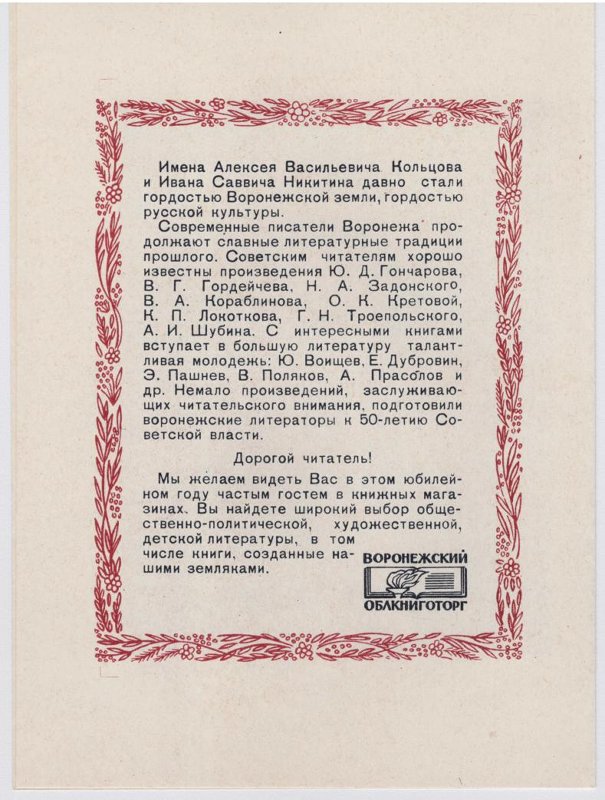 Имена Алексея Васильевича Кольцова
и Ивана Саввича Никитина давно стали
гордостью Воронежской земли, гордостью
русской культуры.
Современные писатели Воронежа про-
должают славные литературные традиции
прошлого. Советским читателям хорошо
известны произведения Ю. Д. Гончарова,
В. Г. Гордейчева, Н. А. Задонского,
В. А. Кораблинова, О. К. Кретовой,
К. П. Локоткова, Г. Н. Троепольского,
А. И. Шубина. С интересными книгами
вступает в большую литературу талант-
ливая молодежь: Ю. Воищев, Е. Дубровин,
Э. Пашнев, В. Поляков, А. Прасолов и
др. Немало произведений, заслуживаю-
щих читательского внимания, подготовили
воронежские литераторы к 50-летию Со-
ветской власти.
Дорогой читатель!
Мы желаем видеть Вас в этом юбилей-
ном году частым гостем в книжных мага-
зинах. Вы найдете широкий выбор обще-
ственно-политической, художественной,
детской литературы, в том
числе книги, созданные на-
шими земляками.
ВОРОНЕЖСКИЙ
ОБЛКНИГОТОРГ